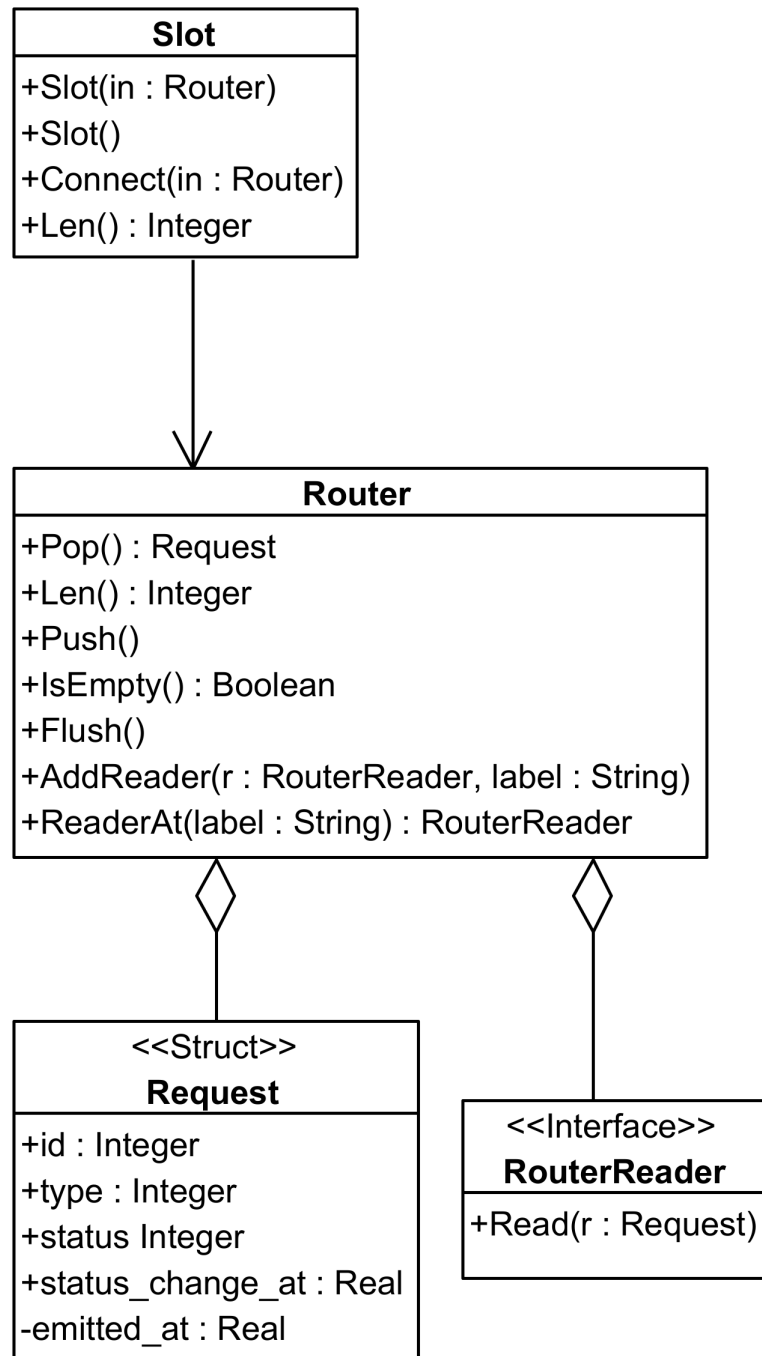 Slot
+Slot(in : Router)
+Slot()
+Connect(in : Router)
+Len() : Integer
Router
+Pop() : Request
+Len() : Integer
+Push()
+IsEmpty() : Boolean
+Flush()
+AddReader(r : RouterReader, label : String)
+ReaderAt(label : String) : RouterReader
<<Struct>>
Request
+id : Integer
+type : Integer
+status Integer
+status_change_at : Real
-emitted_at : Real
<<Interface>>
RouterReader
+Read(r : Request)